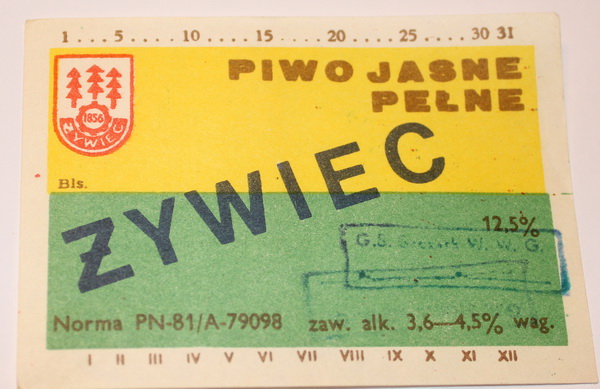 1 . . . 5 . . . . 10 . . . . 15 . . . . 20 . . . . 25 . . . . 30 31
PIWO JASNE
PEŁNE
1856
ŻYWIEC
Bls.
ŻYWIEC
12,5%
G.S. W. W. G.
Norma PN-81/A-79098 zaw. alk. 3,6—4,5% wag.
I II III IV V VI VII VIII IX X XI XII